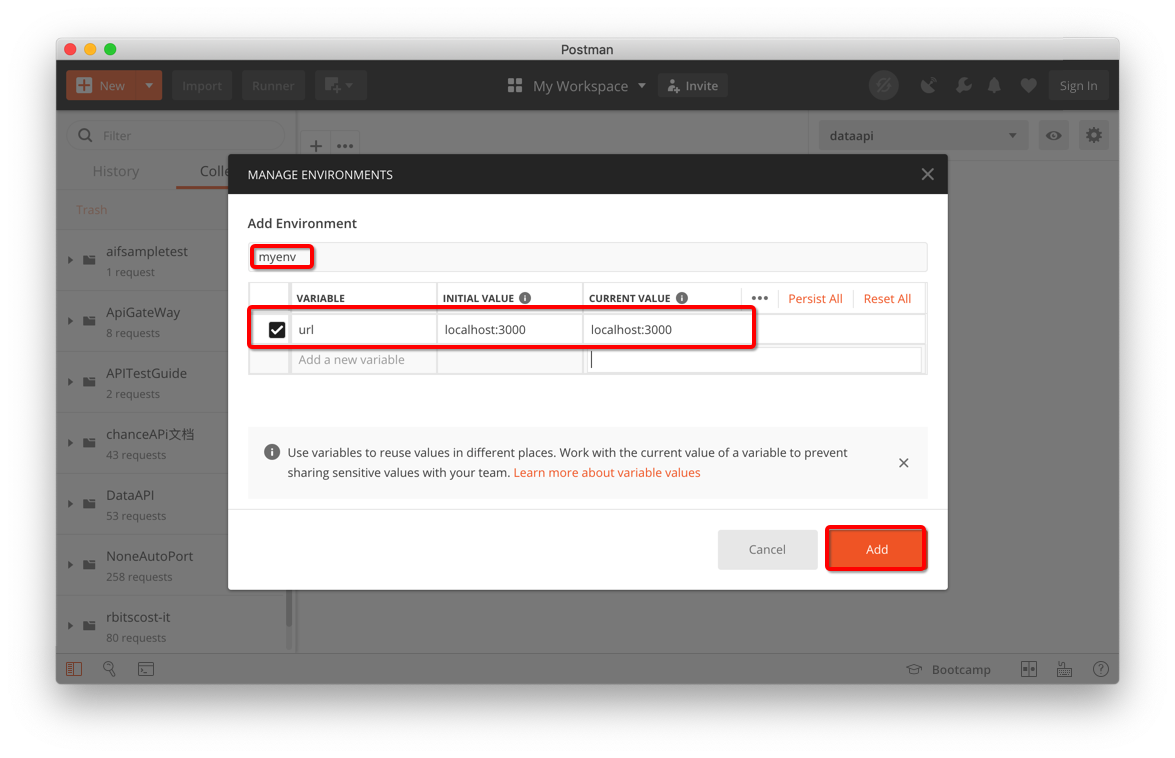 Postman
New
Import
Runner
My Workspace
Invite
Sign In
Filter
dataapi
History
Colle
Trash
aifsampletest
1 request
ApiGateWay
8 requests
APITestGuide
2 requests
chanceAPi文档
43 requests
DataAPI
53 requests
NoneAutoPort
258 requests
rbitscost-it
80 requests
MANAGE ENVIRONMENTS
Add Environment
myenv
VARIABLE INITIAL VALUE CURRENT VALUE Persist All Reset All
url localhost:3000 localhost:3000
Add a new variable
Use variables to reuse values in different places. Work with the current value of a variable to prevent
sharing sensitive values with your team. Learn more about variable values
Cancel
Add
Bootcamp